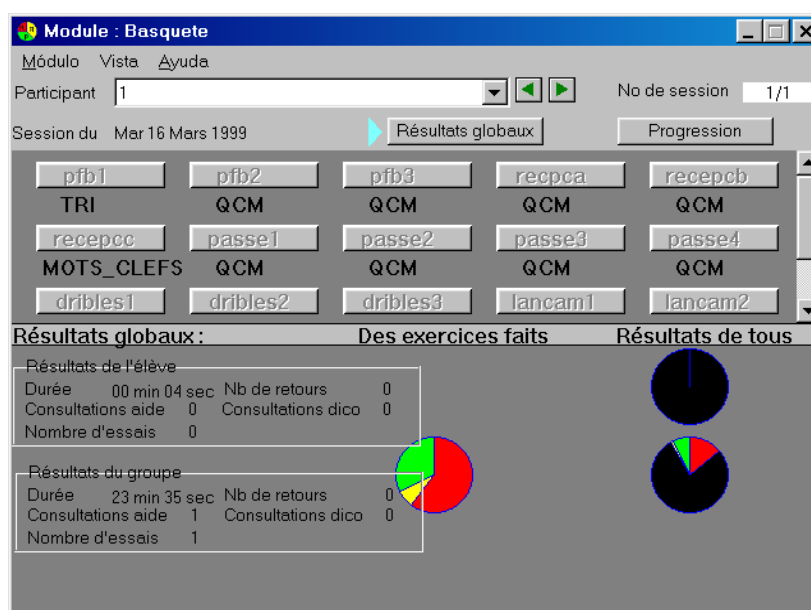 Module : Basquete
Módulo Vista Ayuda
Participant 1 No de session 1/1
Session du Mar 16 Mars 1999 Résultats globaux Progression
pfb1 pfb2 pfb3 recpca recepcb
TRI QCM QCM QCM QCM
recepcc passe1 passe2 passe3 passe4
MOTS_CLEFS QCM QCM QCM QCM
dribles1 dribles2 dribles3 lancam1 lancam2
Résultats globaux : Des exercices faits Résultats de tous
Résultats de l'élève
Durée 00 min 04 sec Nb de retours 0
Consultations aide 0 Consultations dico 0
Nombre d'essais 0
Résultats du groupe
Durée 23 min 35 sec Nb de retours 0
Consultations aide 1 Consultations dico 0
Nombre d'essais 1